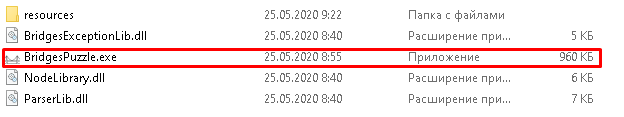 resources 25.05.2020 9:22 Папка с файлами
BridgesExceptionLib.dll 25.05.2020 8:40 Расширение при... 5 КБ
BridgesPuzzle.exe 25.05.2020 8:55 Приложение 960 КБ
NodeLibrary.dll 25.05.2020 8:40 Расширение при... 6 КБ
ParserLib.dll 25.05.2020 8:40 Расширение при... 7 КБ